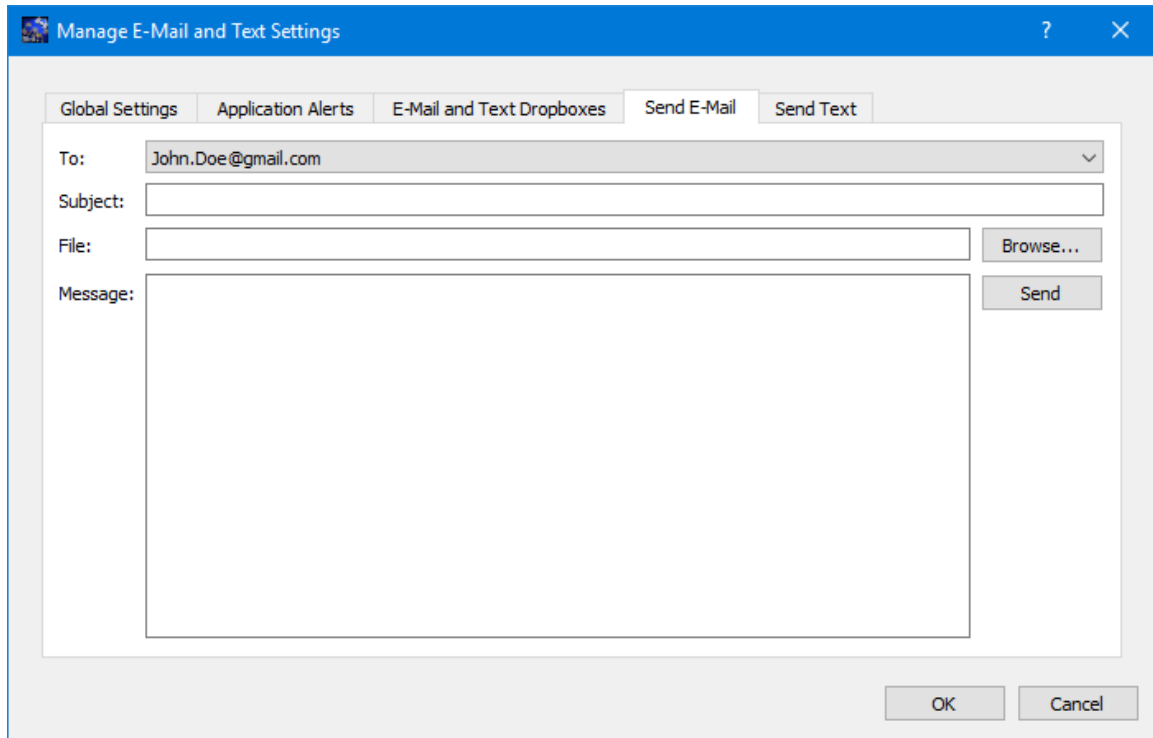 Manage E-Mail and Text Settings ?
Global Settings Application Alerts E-Mail and Text Dropboxes Send E-Mail Send Text
To: John.Doe@gmail.com
Subject:
File: Browse...
Message: Send
OK Cancel